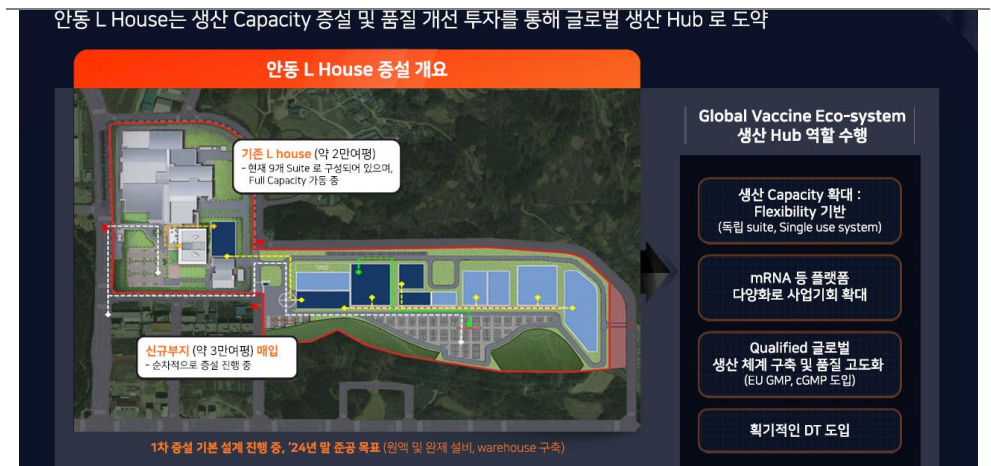 안동 L House는 생산 Capacity 증설 및 품질 개선 투자를 통해 글로벌 생산 Hub 로 도약
안동 L House 증설 개요
기존 L house (약 2만여평)
- 현재 9개 Suite 로 구성되어 있으며,
Full Capacity 가동 중
신규부지 (약 3만여평) 매입
- 순차적으로 증설 진행 중
1차 증설 기본 설계 진행 중, '24년 말 준공 목표 (원액 및 완제 설비, warehouse 구축)
Global Vaccine Eco-system
생산 Hub 역할 수행
생산 Capacity 확대 :
Flexibility 기반
(독립 suite, Single use system)
mRNA 등 플랫폼
다양화로 사업기회 확대
Qualified 글로벌
생산 체계 구축 및 품질 고도화
(EU GMP, cGMP 도입)
획기적인 DT 도입